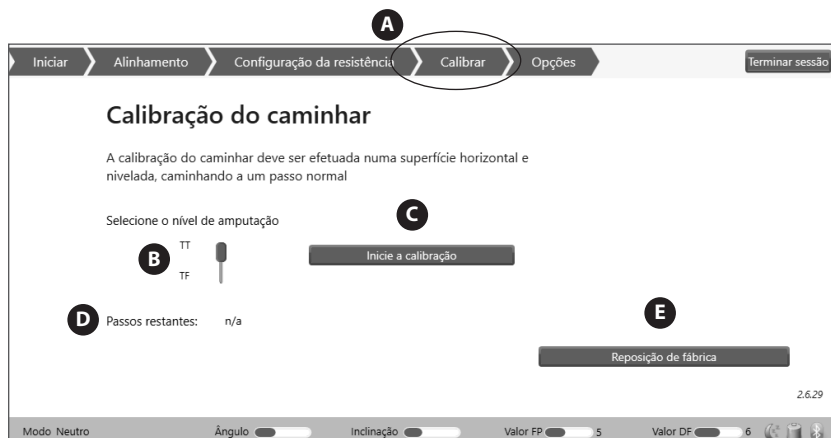 A
Iniciar Alinhamento Configuração da resistência Calibrar Opções Terminar sessão
Calibração do caminhar
A calibração do caminhar deve ser efetuada numa superfície horizontal e
nivelada, caminhando a um passo normal
Selecione o nível de amputação
C
B TT
TF
Inicie a calibração
D Passos restantes: n/a
E
Reposição de fábrica
2.6.29
Modo Neutro Ângulo Inclinação Valor FP 5 Valor DF 6